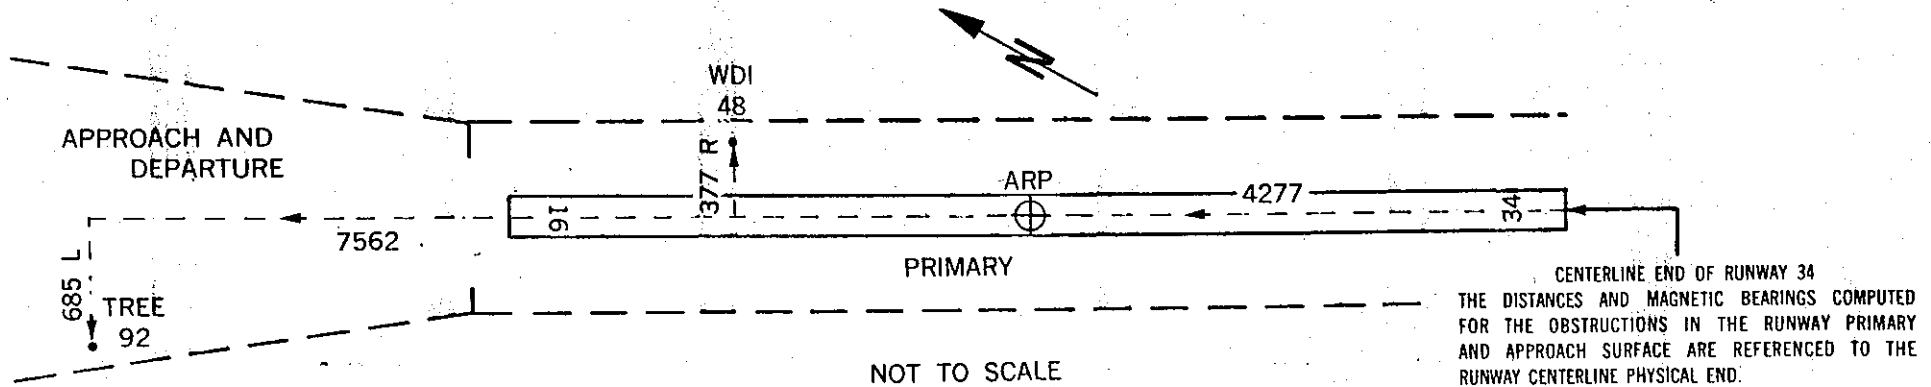 N
WDI
48
APPROACH AND
DEPARTURE
377 R
ARP
4277
16
34
7562
685 L
TREE
92
PRIMARY
CENTERLINE END OF RUNWAY 34
THE DISTANCES AND MAGNETIC BEARINGS COMPUTED
FOR THE OBSTRUCTIONS IN THE RUNWAY PRIMARY
AND APPROACH SURFACE ARE REFERENCED TO THE
RUNWAY CENTERLINE PHYSICAL END.
NOT TO SCALE